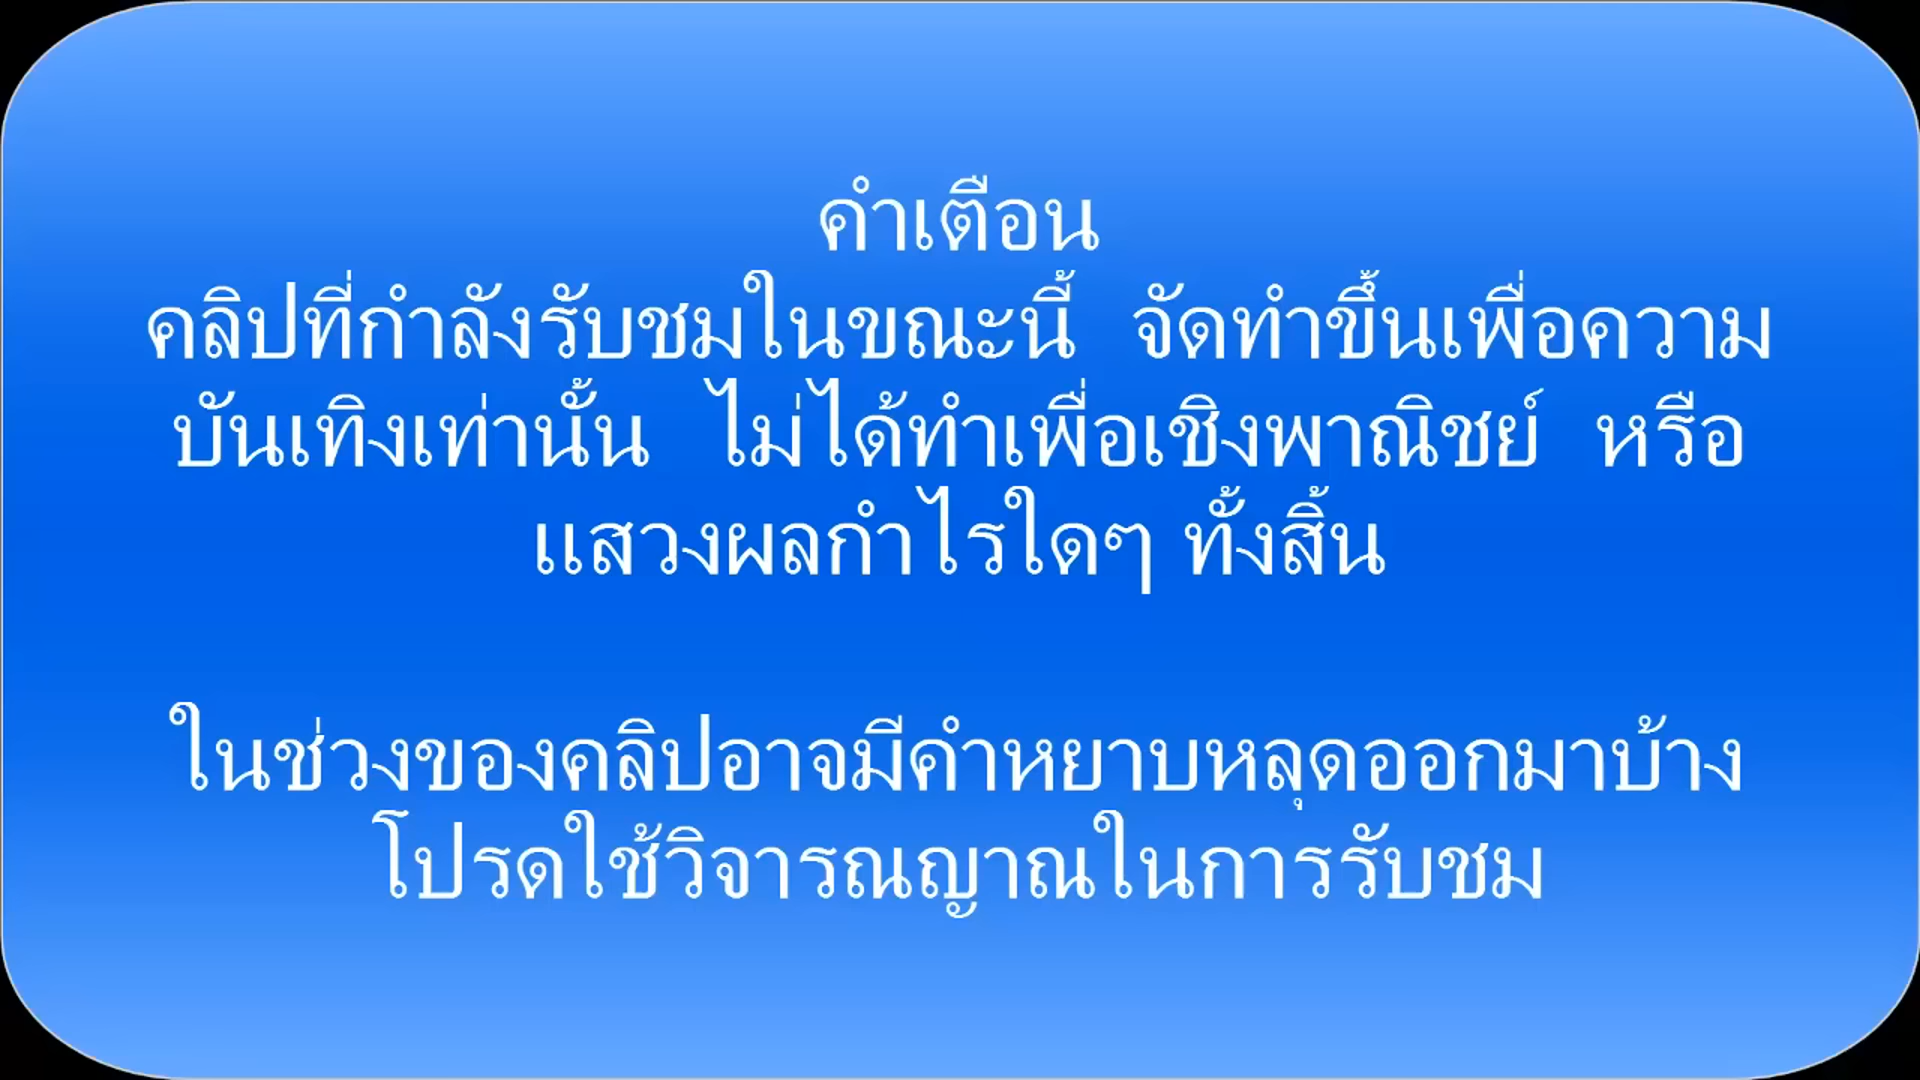 คำเตือน
คลิปที่กำลังรับชมในขณะนี้ จัดทำขึ้นเพื่อความ
บันเทิงเท่านั้น ไม่ได้ทำเพื่อเชิงพาณิชย์ หรือ
แสวงผลกำไรใดๆ ทั้งสิ้น
ในช่วงของคลิปอาจมีคำหยาบหลุดออกมาบ้าง
โปรดใช้วิจารณญาณในการรับชม